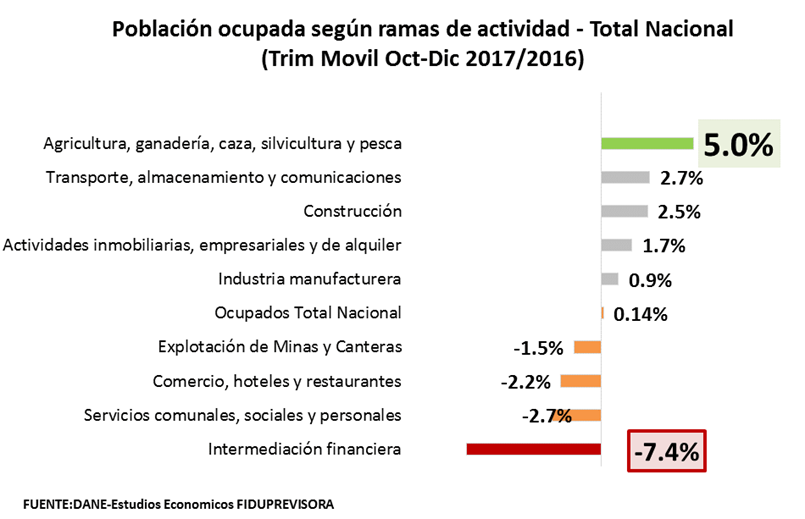 Población ocupada según ramas de actividad - Total Nacional
(Trim Movil Oct-Dic 2017/2016)
Agricultura, ganadería, caza, silvicultura y pesca 5.0%
Transporte, almacenamiento y comunicaciones 2.7%
Construcción 2.5%
Actividades inmobiliarias, empresariales y de alquiler 1.7%
Industria manufacturera 0.9%
Ocupados Total Nacional 0.14%
Explotación de Minas y Canteras -1.5%
Comercio, hoteles y restaurantes -2.2%
Servicios comunales, sociales y personales -2.7%
Intermediación financiera -7.4%
FUENTE:DANE-Estudios Economicos FIDUPREVISORA